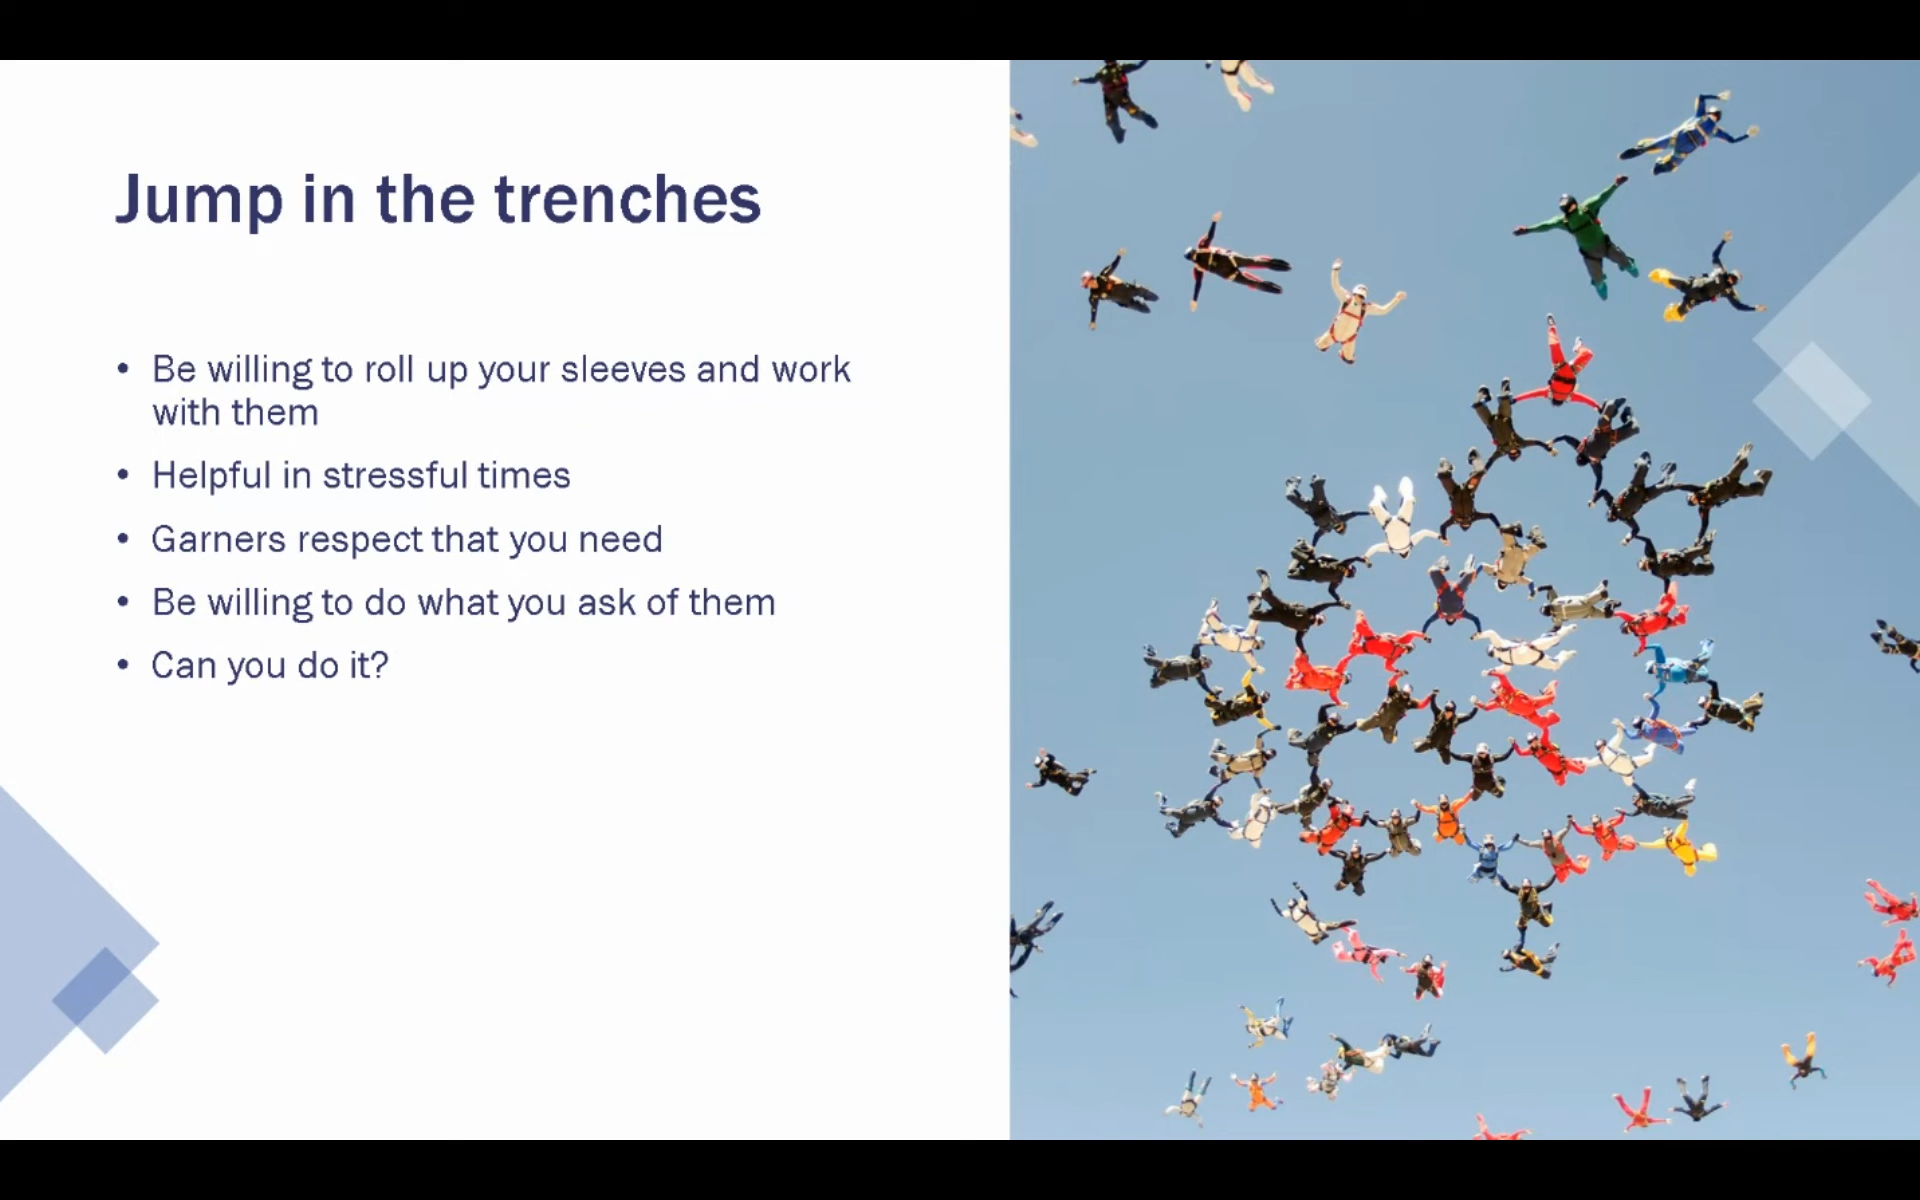 Jump in the trenches
• Be willing to roll up your sleeves and work
with them
• Helpful in stressful times
• Garners respect that you need
• Be willing to do what you ask of them
• Can you do it?